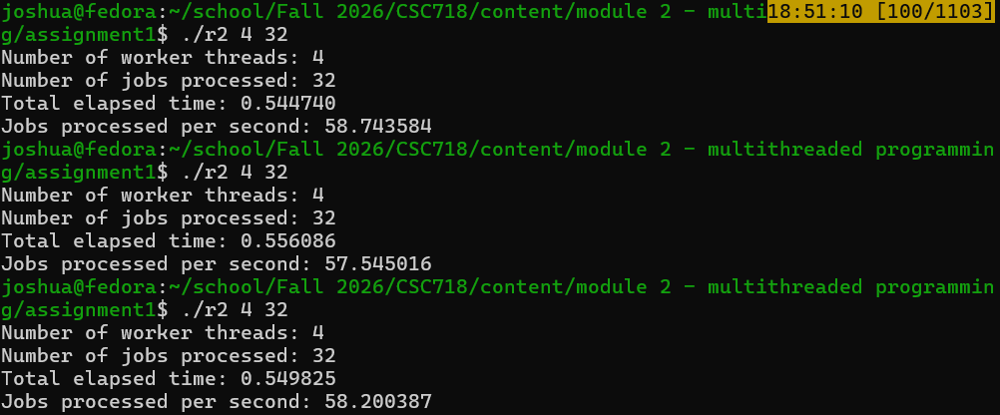 joshua@fedora:~/school/Fall 2026/CSC718/content/module 2 - multi18:51:10 [100/1103]
g/assignment1$ ./r2 4 32
Number of worker threads: 4
Number of jobs processed: 32
Total elapsed time: 0.544740
Jobs processed per second: 58.743584
joshua@fedora:~/school/Fall 2026/CSC718/content/module 2 - multithreaded programmin
g/assignment1$ ./r2 4 32
Number of worker threads: 4
Number of jobs processed: 32
Total elapsed time: 0.556086
Jobs processed per second: 57.545016
joshua@fedora:~/school/Fall 2026/CSC718/content/module 2 - multithreaded programmin
g/assignment1$ ./r2 4 32
Number of worker threads: 4
Number of jobs processed: 32
Total elapsed time: 0.549825
Jobs processed per second: 58.200387